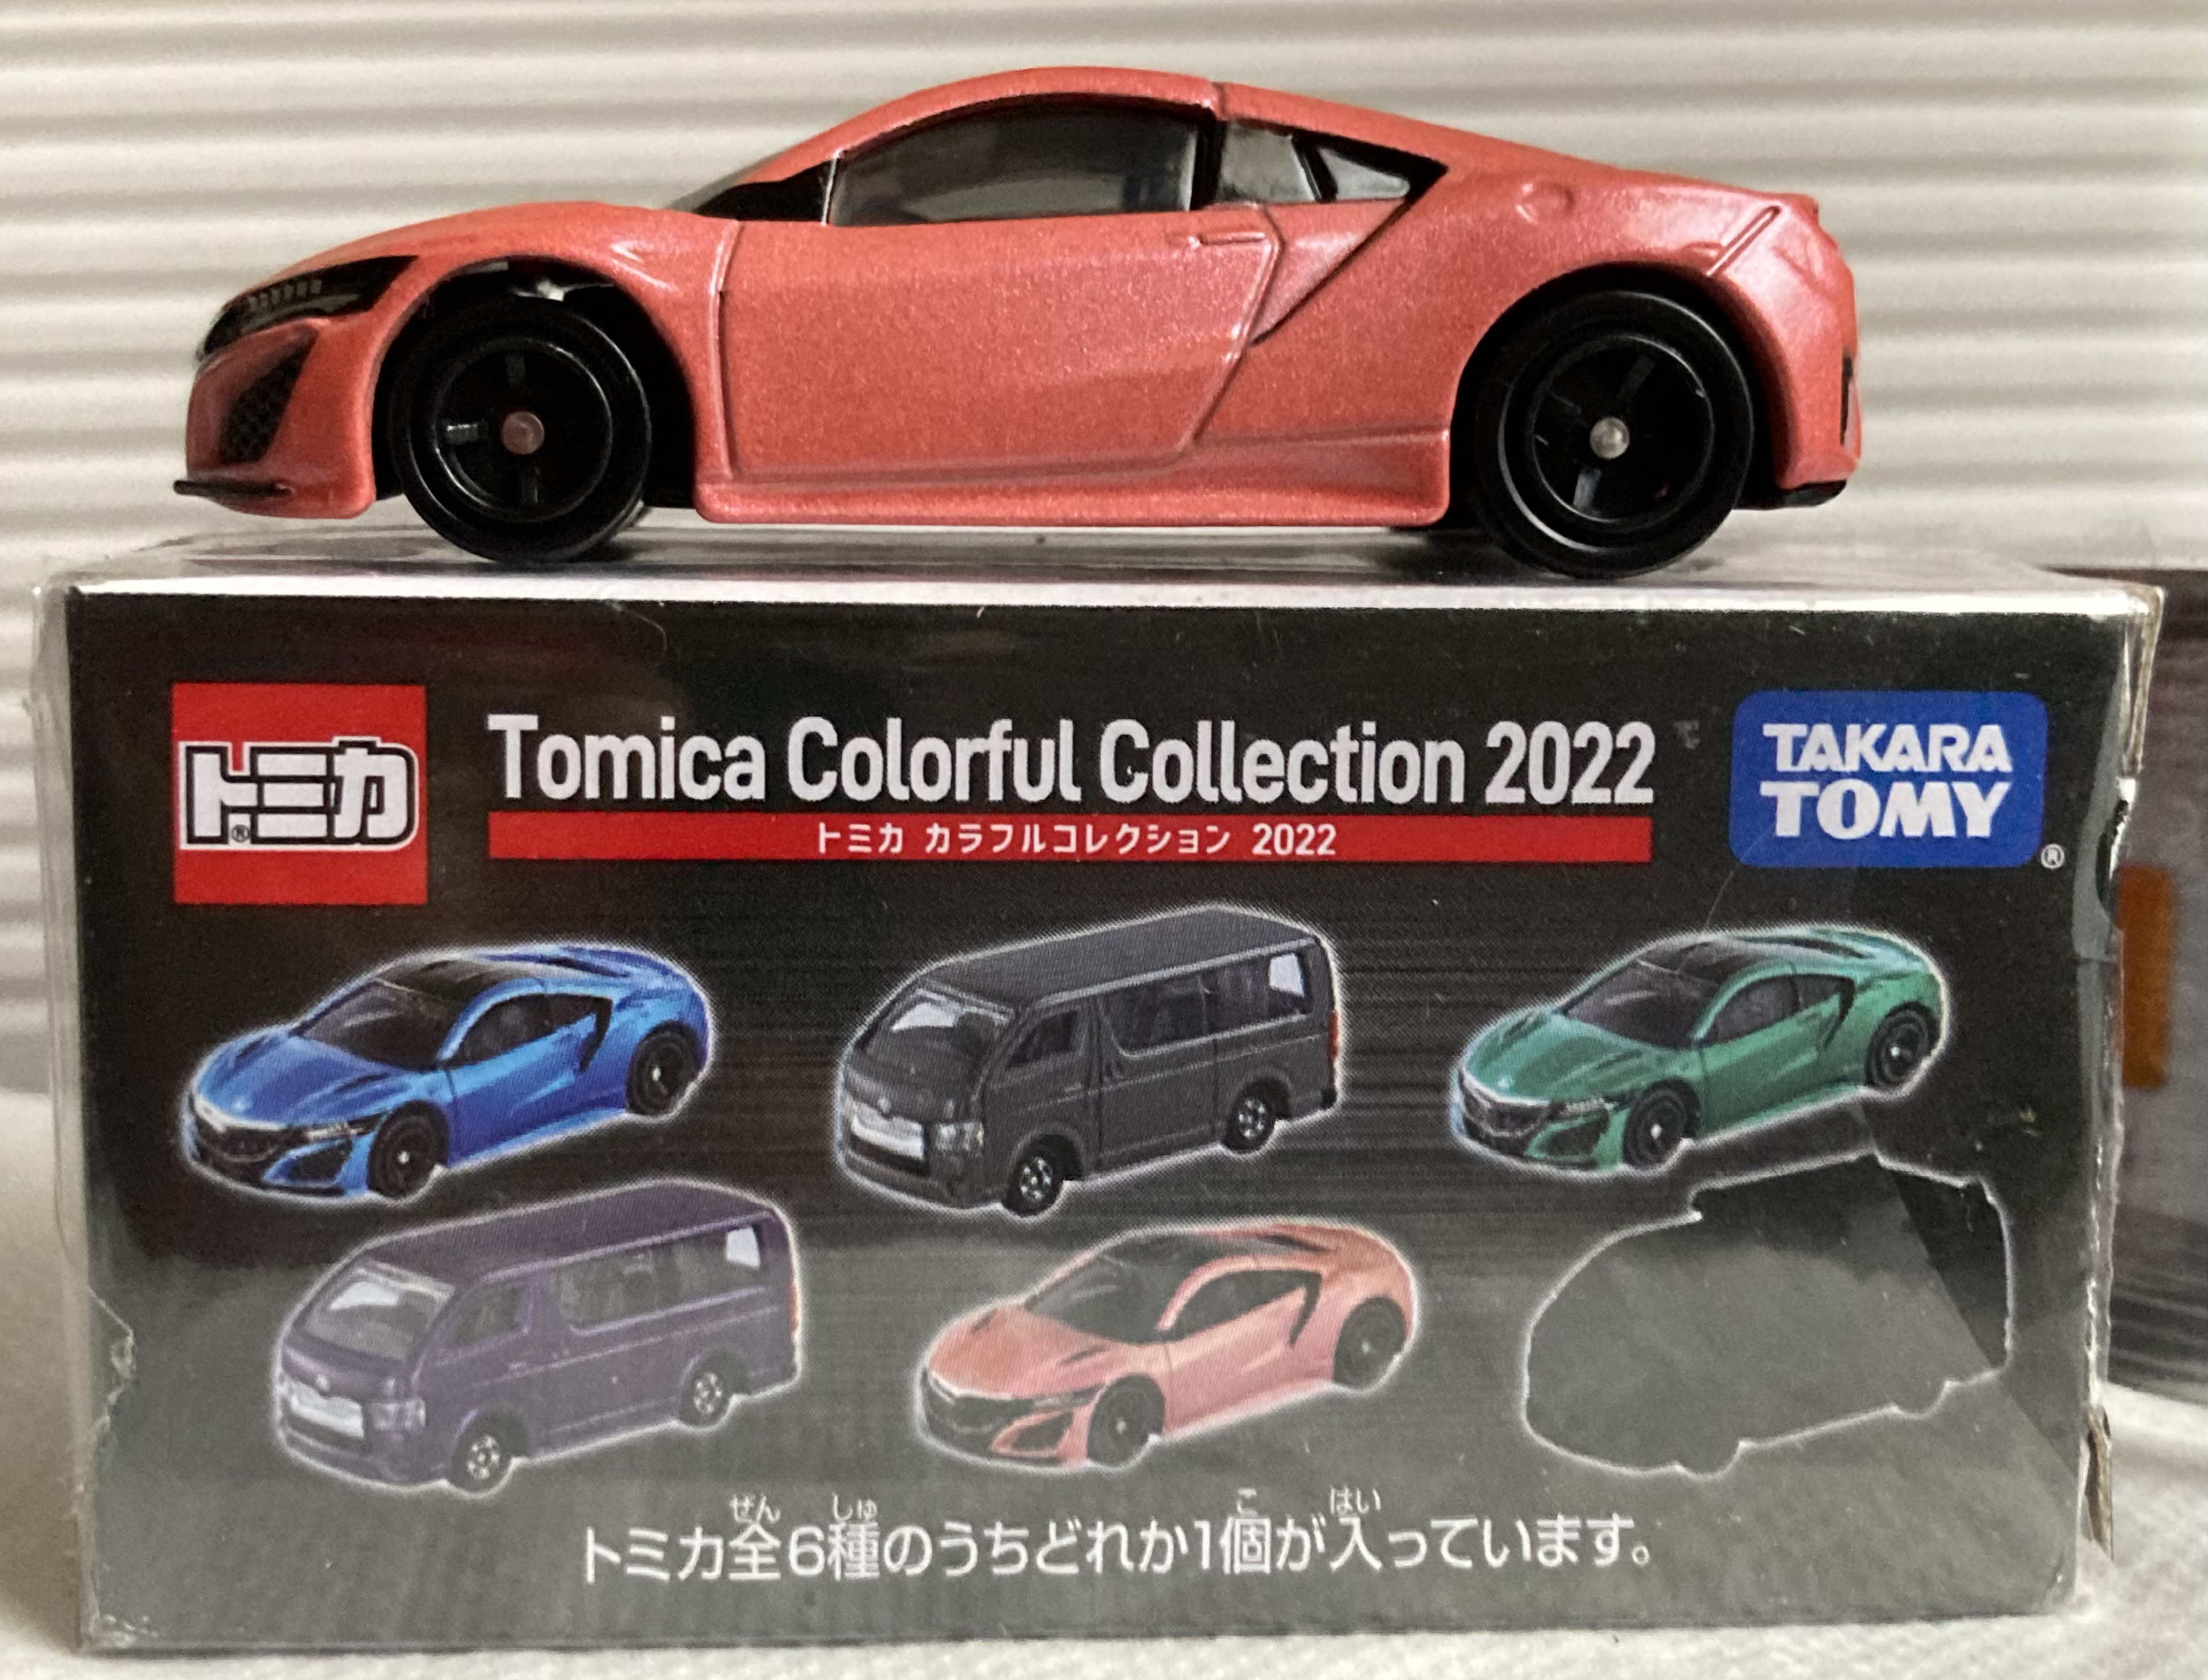 トミカ®
Tomica Colorful Collection 2022
トミカ カラフルコレクション 2022
TAKARA
TOMY®
ぜん しゅ こ はい
トミカ全6種のうちどれか1個が入っています。